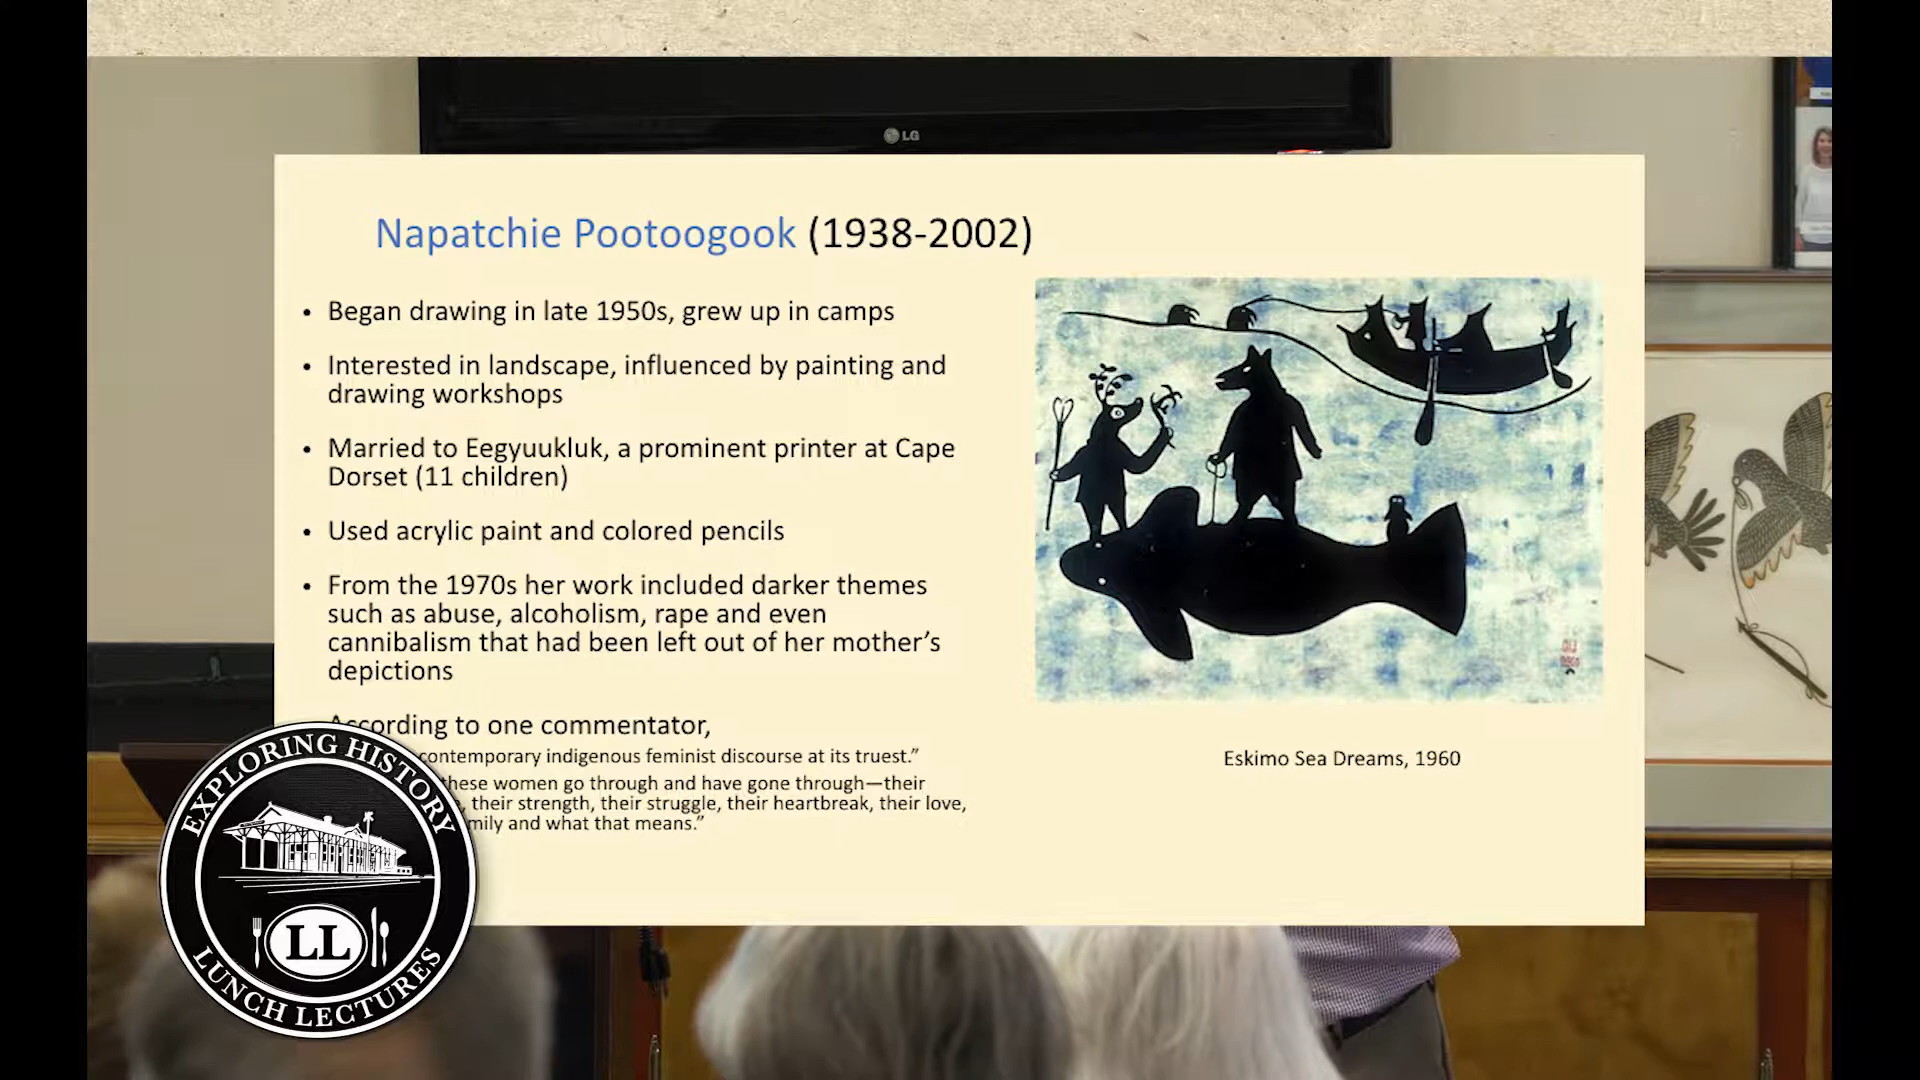 LG
Napatchie Pootoogook (1938-2002)
• Began drawing in late 1950s, grew up in camps
• Interested in landscape, influenced by painting and
drawing workshops
• Married to Eegyuukluk, a prominent printer at Cape
Dorset (11 children)
• Used acrylic paint and colored pencils
• From the 1970s her work included darker themes
such as abuse, alcoholism, rape and even
cannibalism that had been left out of her mother’s
depictions
According to one commentator,
contemporary indigenous feminist discourse at its truest.”
these women go through and have gone through—their
, their strength, their struggle, their heartbreak, their love,
and what that means.”
Eskimo Sea Dreams, 1960
EXPLORING HISTORY
LL
LUNCH LECTURES